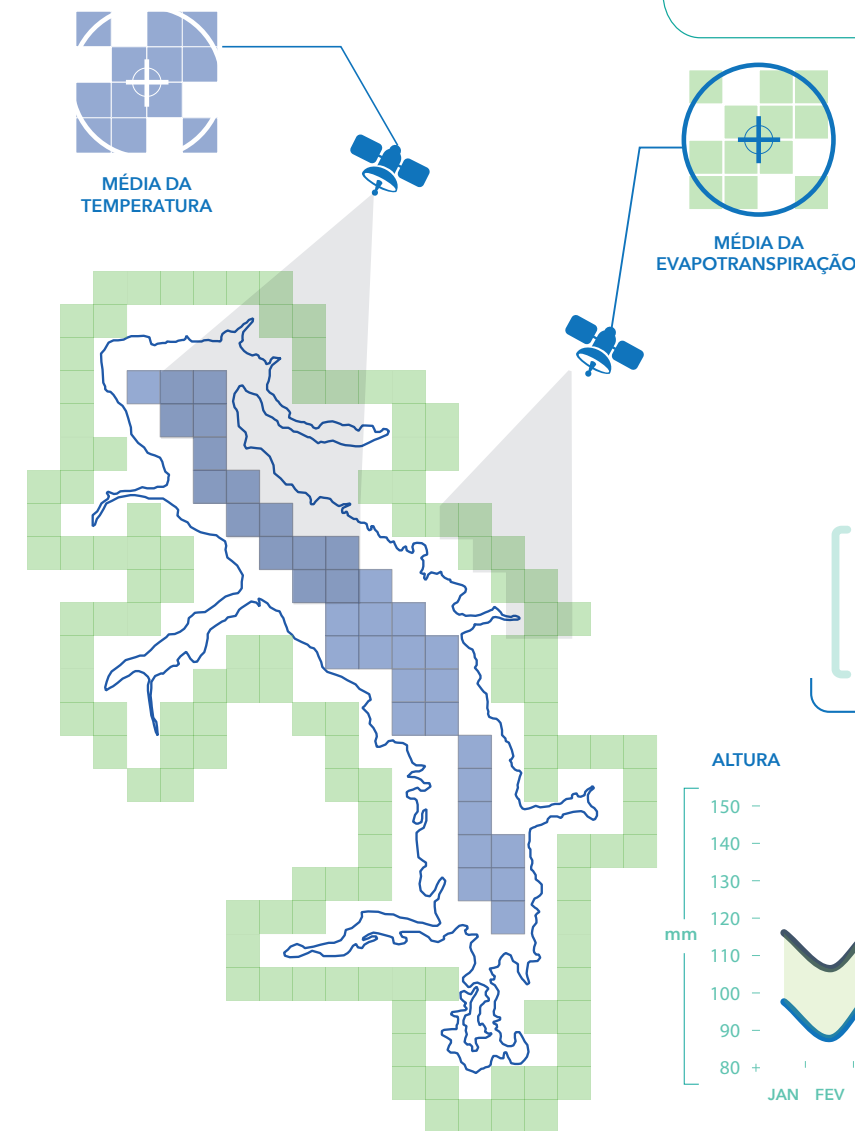 MÉDIA DA
TEMPERATURA
MÉDIA DA
EVAPOTRANSPIRAÇÃO
ALTURA
150
140
130
120
mm
110
100
90
80
JAN FEV